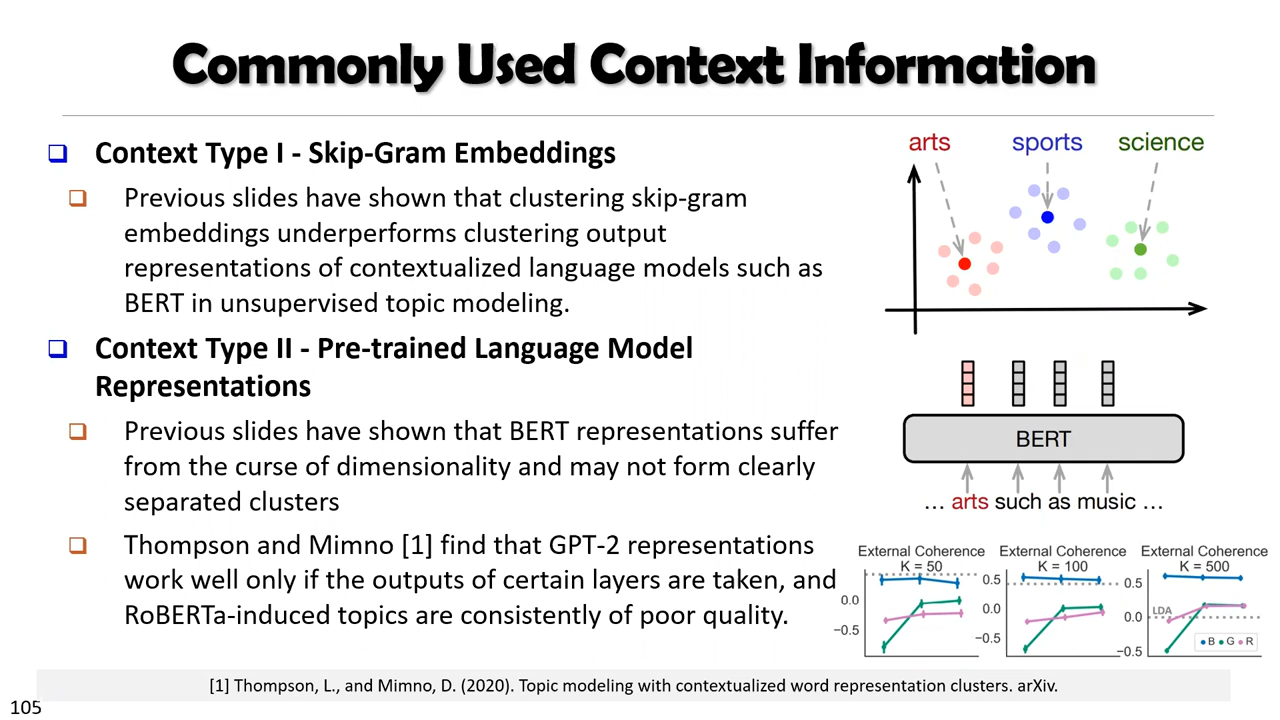 Commonly Used Context Information
Context Type I - Skip-Gram Embeddings
Previous slides have shown that clustering skip-gram
embeddings underperforms clustering output
representations of contextualized language models such as
BERT in unsupervised topic modeling.
Context Type II - Pre-trained Language Model
Representations
Previous slides have shown that BERT representations suffer
from the curse of dimensionality and may not form clearly
separated clusters
Thompson and Mimno [1] find that GPT-2 representations
work well only if the outputs of certain layers are taken, and
RoBERTa-induced topics are consistently of poor quality.
arts sports science
BERT
... arts such as music ...
External Coherence
K = 50
0.0
−0.5
External Coherence
K = 100
0.5
0.0
−0.5
External Coherence
K = 500
0.5
LDA
0.0
−0.5
B G R
[1] Thompson, L., and Mimno, D. (2020). Topic modeling with contextualized word representation clusters. arXiv.
105